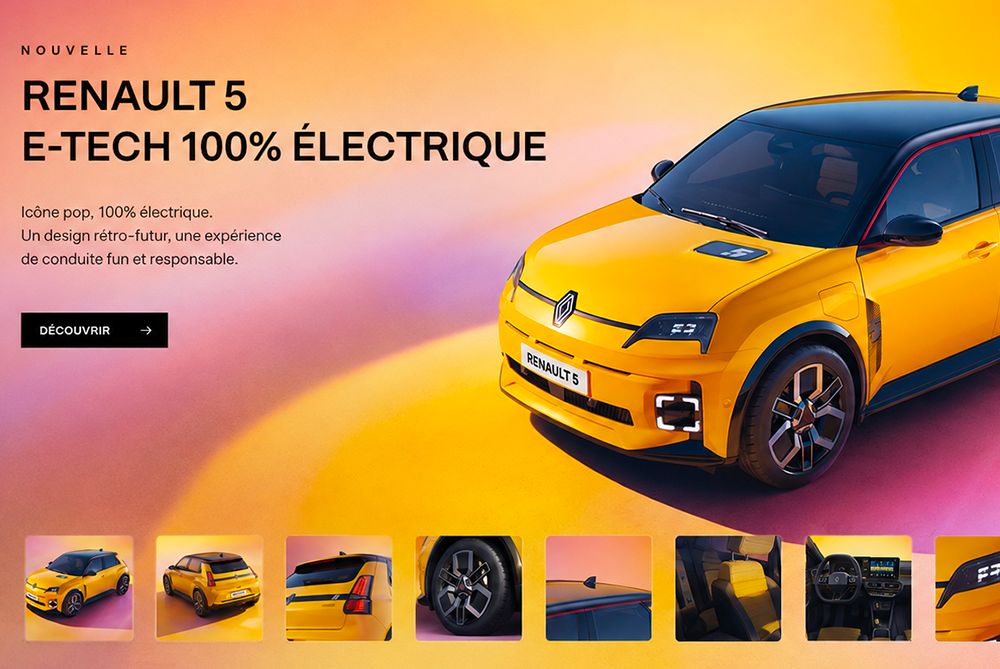 NOUVELLE
RENAULT 5
E-TECH 100% ÉLECTRIQUE
Icône pop, 100% électrique.
Un design rétro-futur, une expérience
de conduite fun et responsable.
DÉCOUVRIR →
5
RENAULT 5